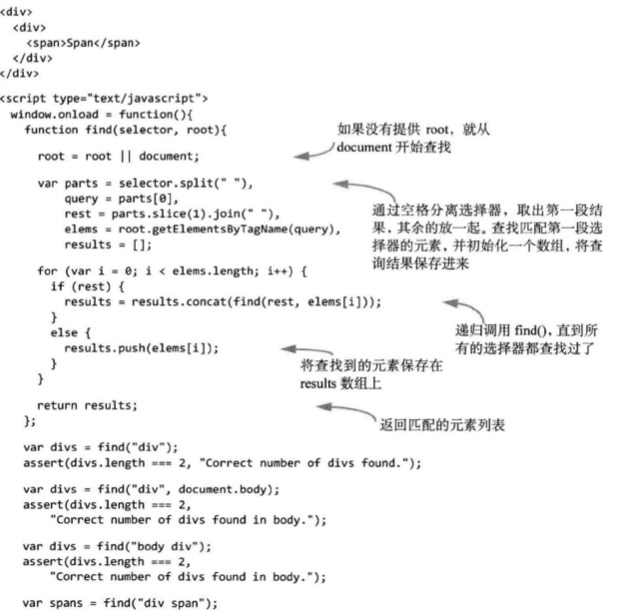 <div>
  <div>
    <span>Span</span>
  </div>
</div>
<script type="text/javascript">
  window.onload = function(){
    function find(selector, root){
如果没有提供 root，就从
document 开始查找
      root = root || document;
      var parts = selector.split(" "),
          query = parts[0],
          rest = parts.slice(1).join(" "),
          elems = root.getElementsByTagName(query),
          results = [];
通过空格分离选择器，取出第一段结
果，其余的放一起。查找匹配第一段选
择器的元素，并初始化一个数组，将查
询结果保存进来
      for (var i = 0; i < elems.length; i++) {
        if (rest) {
          results = results.concat(find(rest, elems[i]));
        }
递归调用 find()，直到所
有的选择器都查找过了
        else {
          results.push(elems[i]);
        }
      }
将查找到的元素保存在
results 数组上
      return results;
    };
返回匹配的元素列表
    var divs = find("div");
    assert(divs.length === 2, "Correct number of divs found.");
    var divs = find("div", document.body);
    assert(divs.length === 2,
        "Correct number of divs found in body.");
    var divs = find("body div");
    assert(divs.length === 2,
        "Correct number of divs found in body.");
    var spans = find("div span");